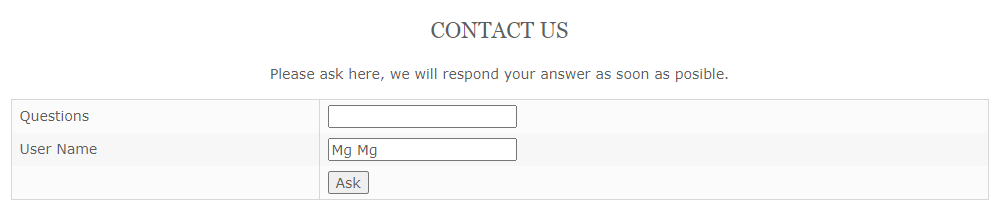 CONTACT US
Please ask here, we will respond your answer as soon as posible.
Questions
User Name Mg Mg
Ask